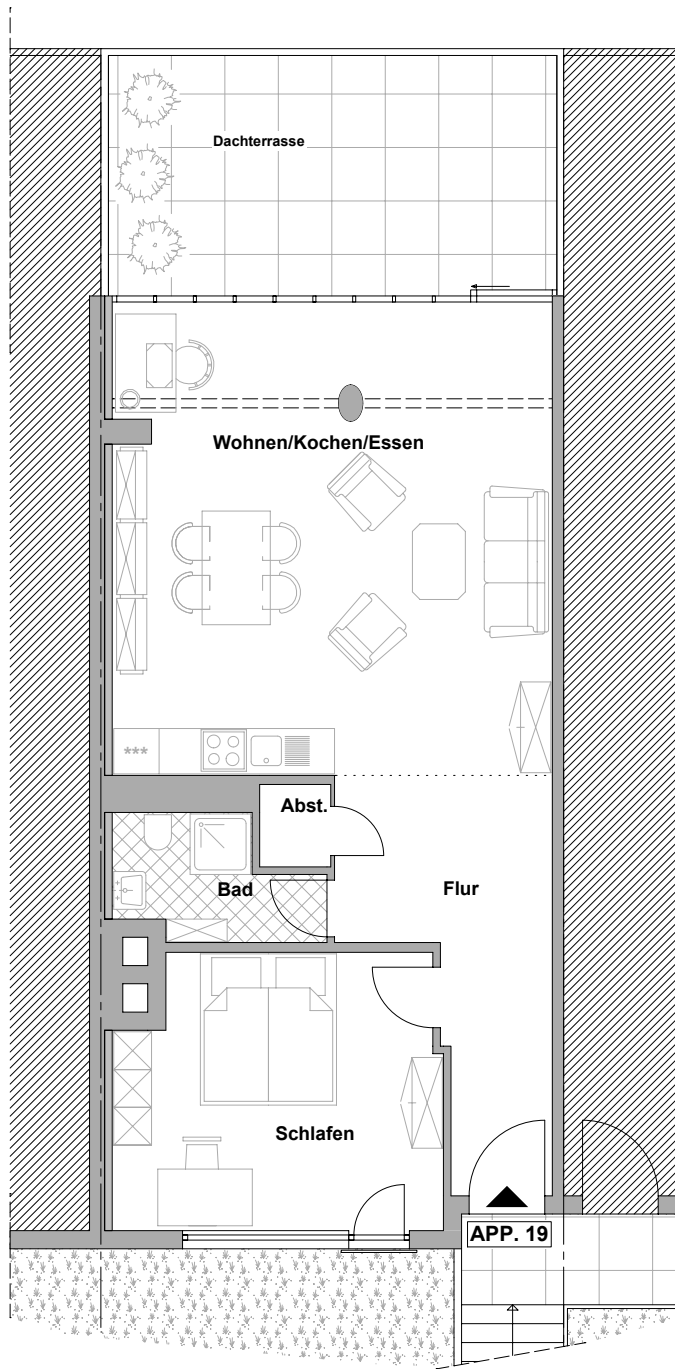 Dachterrasse
Wohnen/Kochen/Essen
***
Abst.
Bad
Flur
Schlafen
APP. 19